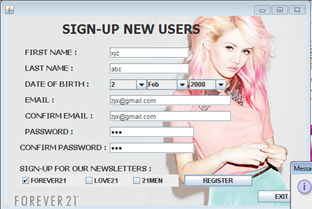 SIGN-UP NEW USERS
FIRST NAME : xyz
LAST NAME : abc
DATE OF BIRTH : 2 Feb 2008
EMAIL : zyx@gmail.com
CONFIRM EMAIL : zyx@gmail.com
PASSWORD : •••
CONFIRM PASSWORD : •••
SIGN-UP FOR OUR NEWSLETTERS :
FOREVER21 LOVE21 21MEN REGISTER
FOREVER 21 EXIT
Messa